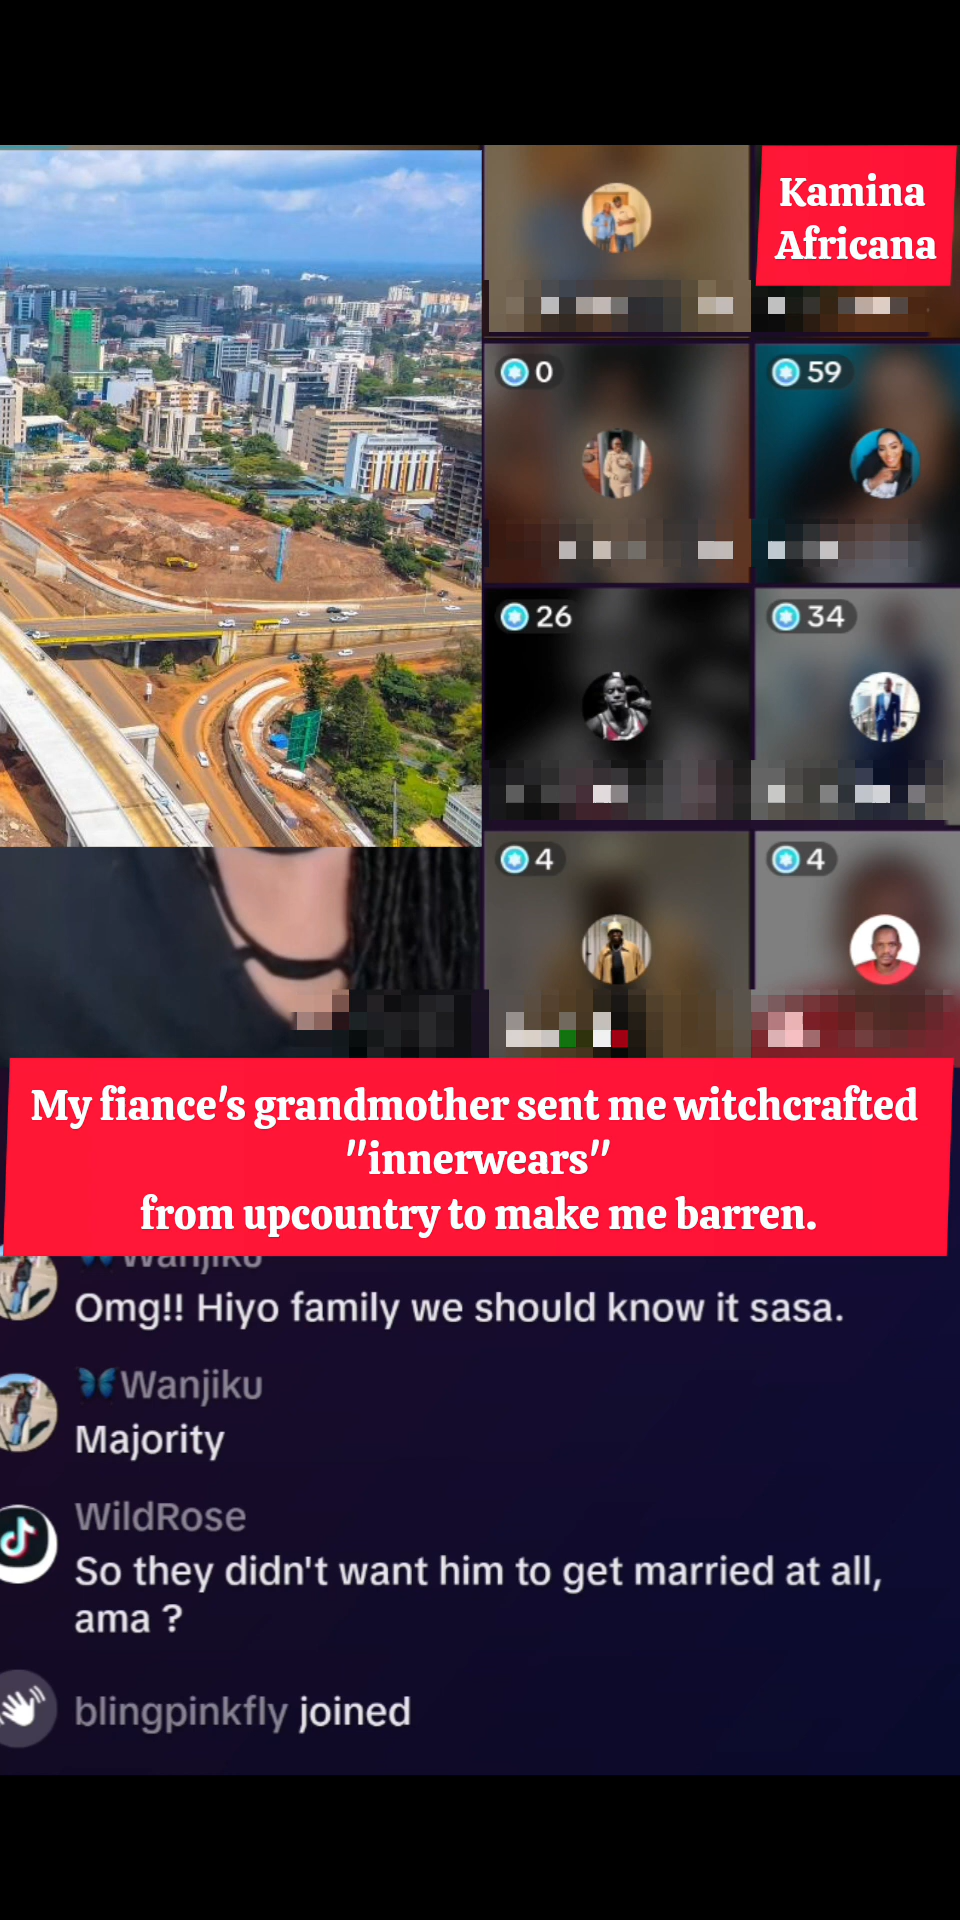 Kamina
Africana
0
59
26
34
4
4
My fiance's grandmother sent me witchcrafted
"innerwears"
from upcountry to make me barren.
Wanjiku
Omg!! Hiyo family we should know it sasa.
Wanjiku
Majority
WildRose
So they didn't want him to get married at all,
ama ?
blingpinkfly joined